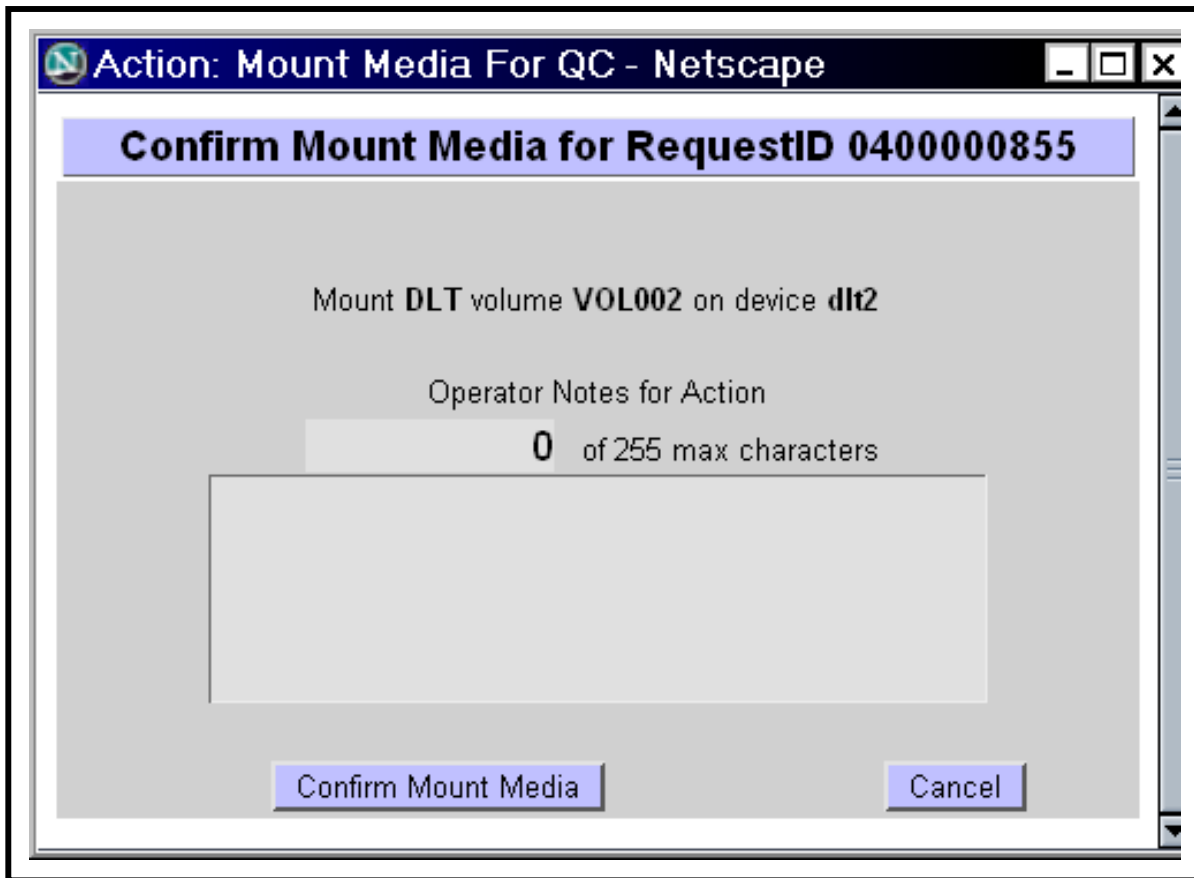 Action: Mount Media For QC - Netscape
Confirm Mount Media for RequestID 0400000855
Mount DLT volume VOL002 on device dlt2
Operator Notes for Action
0 of 255 max characters
Confirm Mount Media Cancel